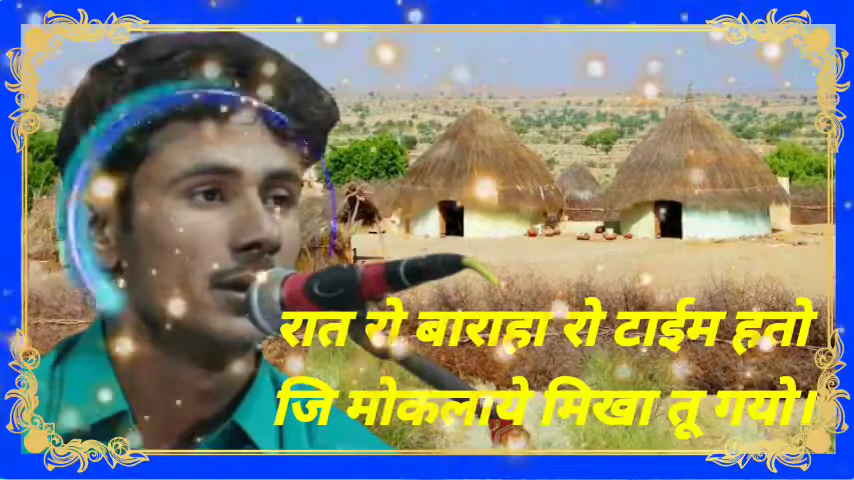 रात रो बाराहा रो टाईम हतो
जि मोकलाये मिखा तू गयो।